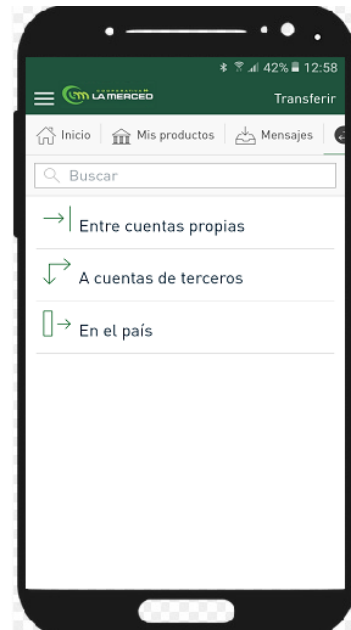 42% 12:58
COOPERATIVA
LA MERCED
Transferir
Inicio Mis productos Mensajes
Buscar
Entre cuentas propias
A cuentas de terceros
En el país